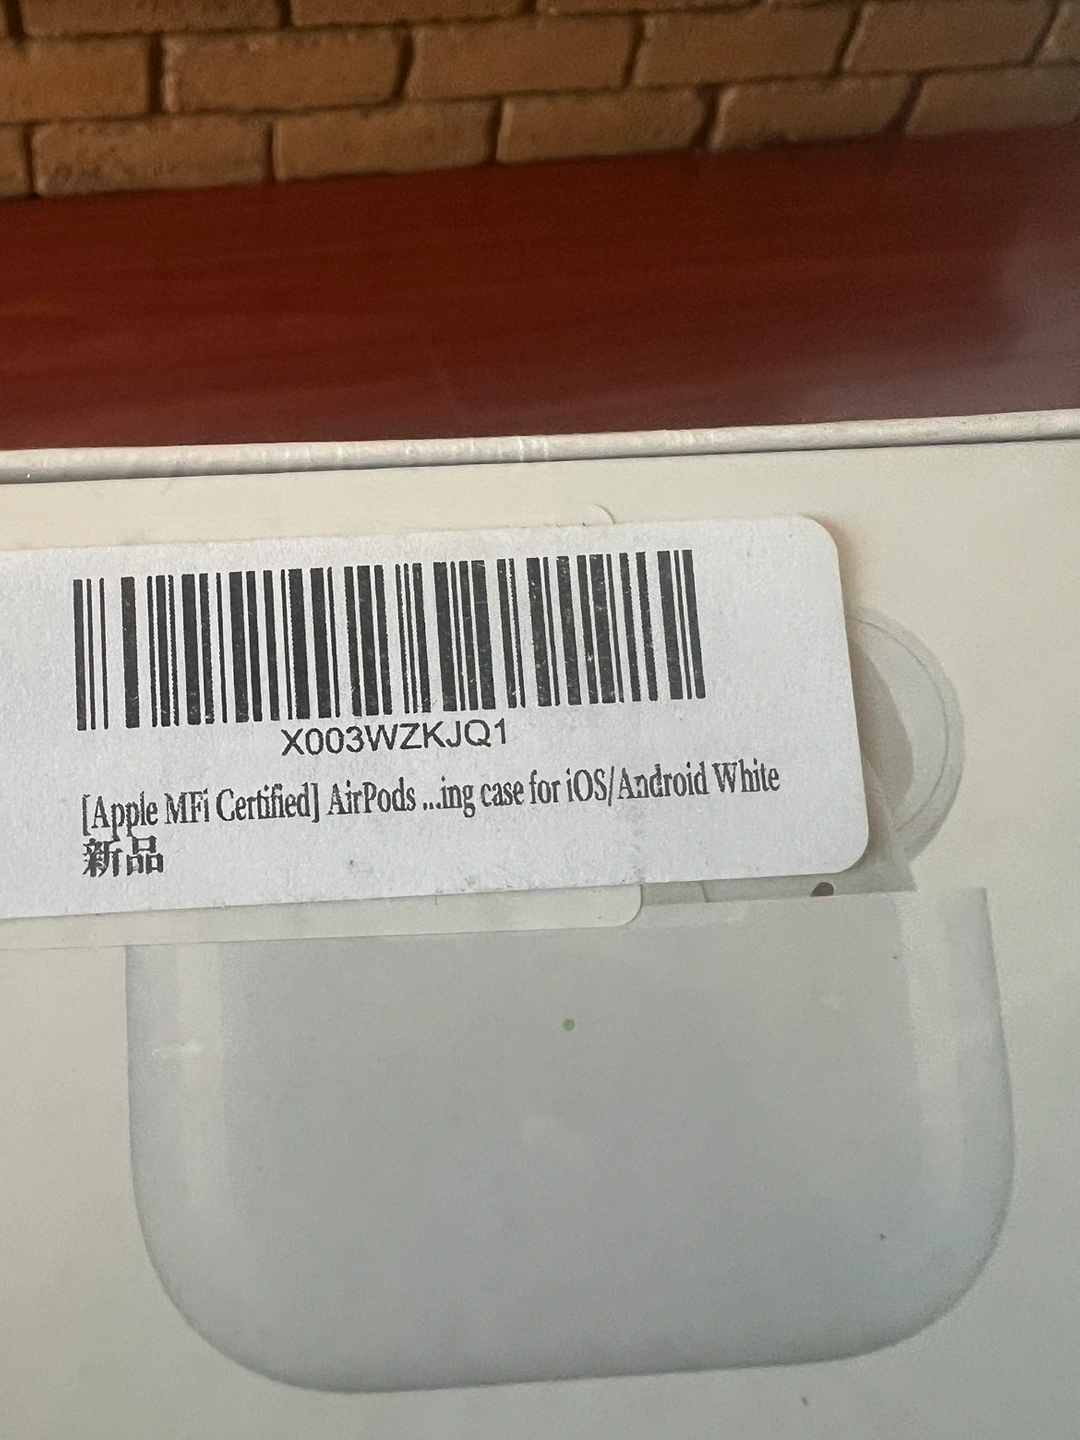 X003WZKJQ1
[Apple MFi Certified] AirPods ...ing case for iOS/Android White
新品